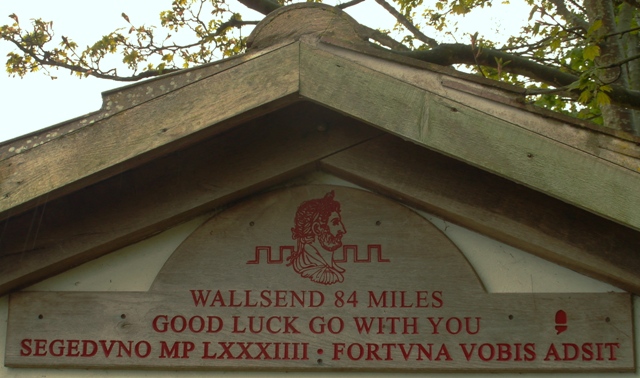 WALLSEND 84 MILES
GOOD LUCK GO WITH YOU
SEGEDVNO MP LXXXIIII • FORTVNA VOBIS ADSIT